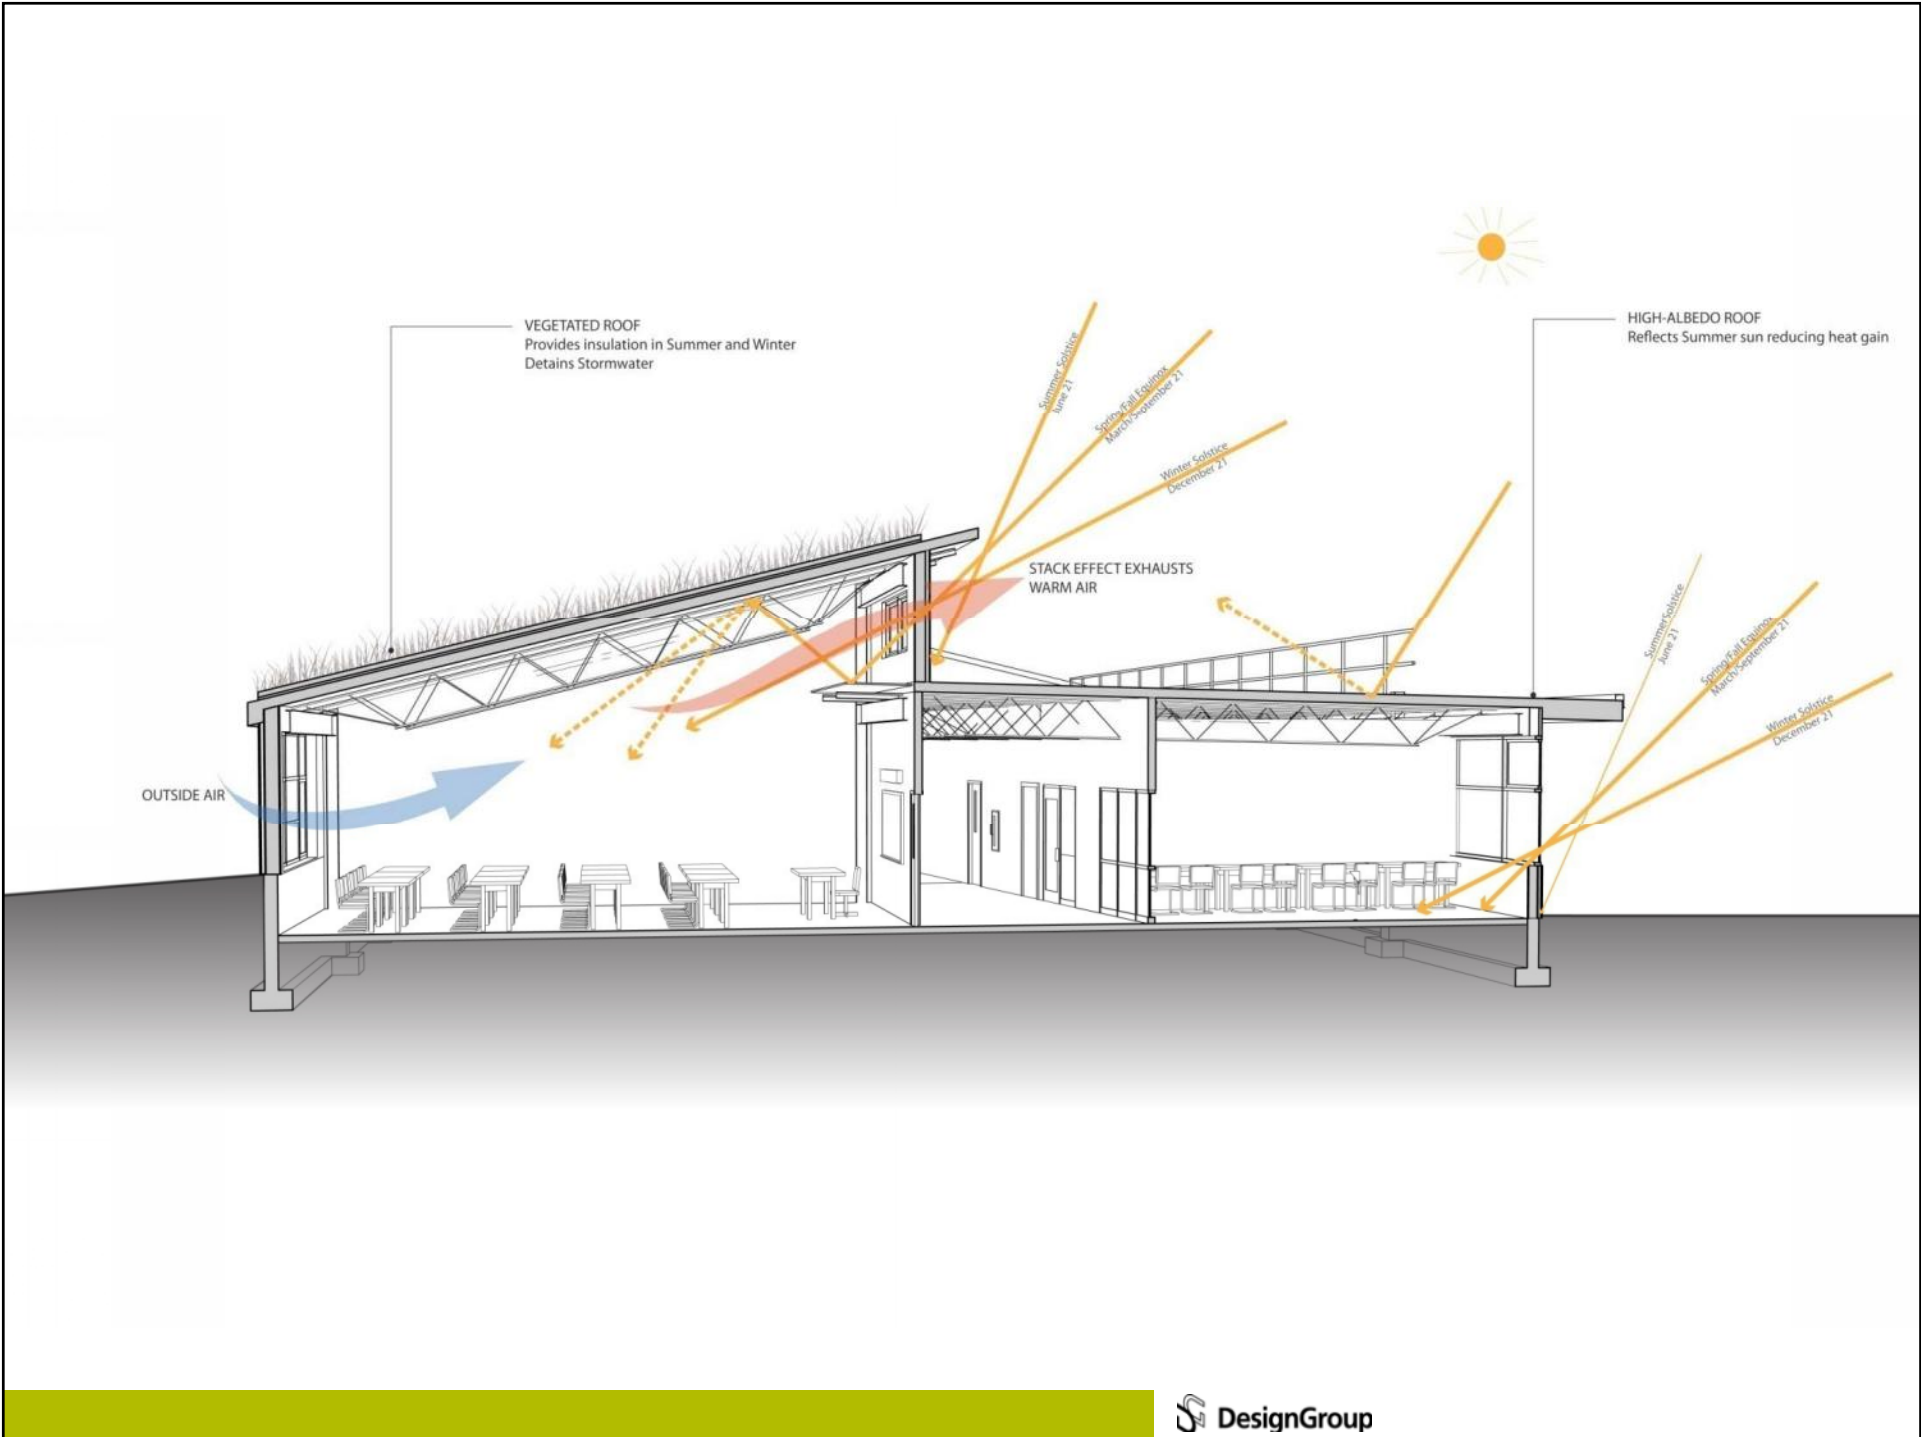 VEGETATED ROOF
Provides insulation in Summer and Winter
Detains Stormwater
HIGH-ALBEDO ROOF
Reflects Summer sun reducing heat gain
Summer Solstice
June 21
Spring/Fall Equinox
March/September 21
Winter Solstice
December 21
STACK EFFECT EXHAUSTS
WARM AIR
Summer Solstice
June 21
Spring/Fall Equinox
March/September 21
Winter Solstice
December 21
OUTSIDE AIR
DesignGroup